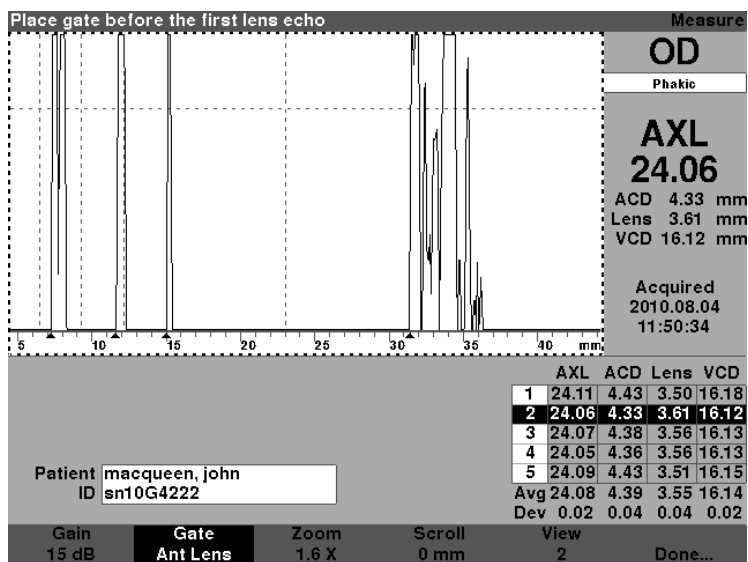 Place gate before the first lens echo
Measure
OD
Phakic
AXL
24.06
ACD 4.33 mm
Lens 3.61 mm
VCD 16.12 mm
Acquired
2010.08.04
11:50:34
5 10 15 20 25 30 35 40 mm
AXL ACD Lens VCD
1 24.11 4.43 3.50 16.18
2 24.06 4.33 3.61 16.12
3 24.07 4.38 3.56 16.13
4 24.05 4.36 3.56 16.13
5 24.09 4.43 3.51 16.15
Avg 24.08 4.39 3.55 16.14
Dev 0.02 0.04 0.04 0.02
Patient macqueen, john
ID sn10G4222
Gain Gate Zoom Scroll View
15 dB Ant Lens 1.6 X 0 mm 2 Done...